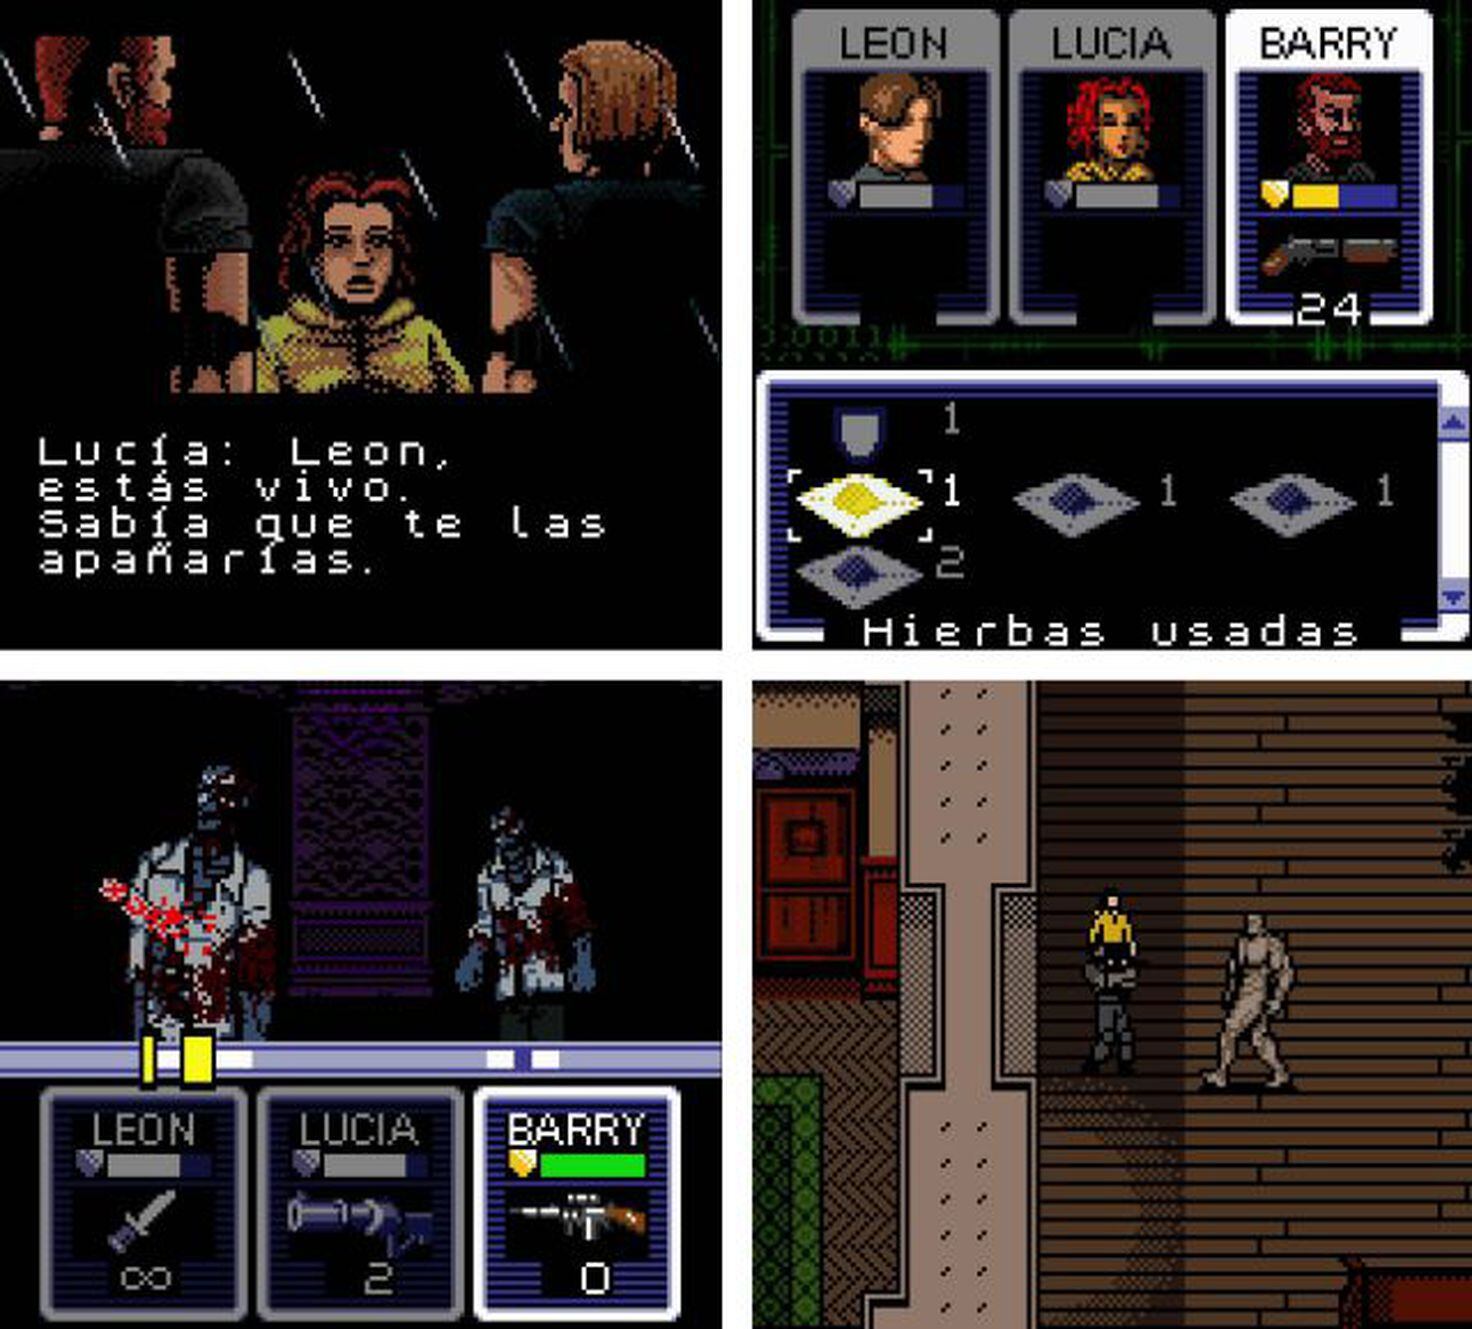 Lucía: Leon,
estás vivo.
Sabía que te las
apañarías.
LEON LUCIA BARRY
24
1
1 1 1
2
Hierbas usadas
LEON LUCIA BARRY
∞ 2 0